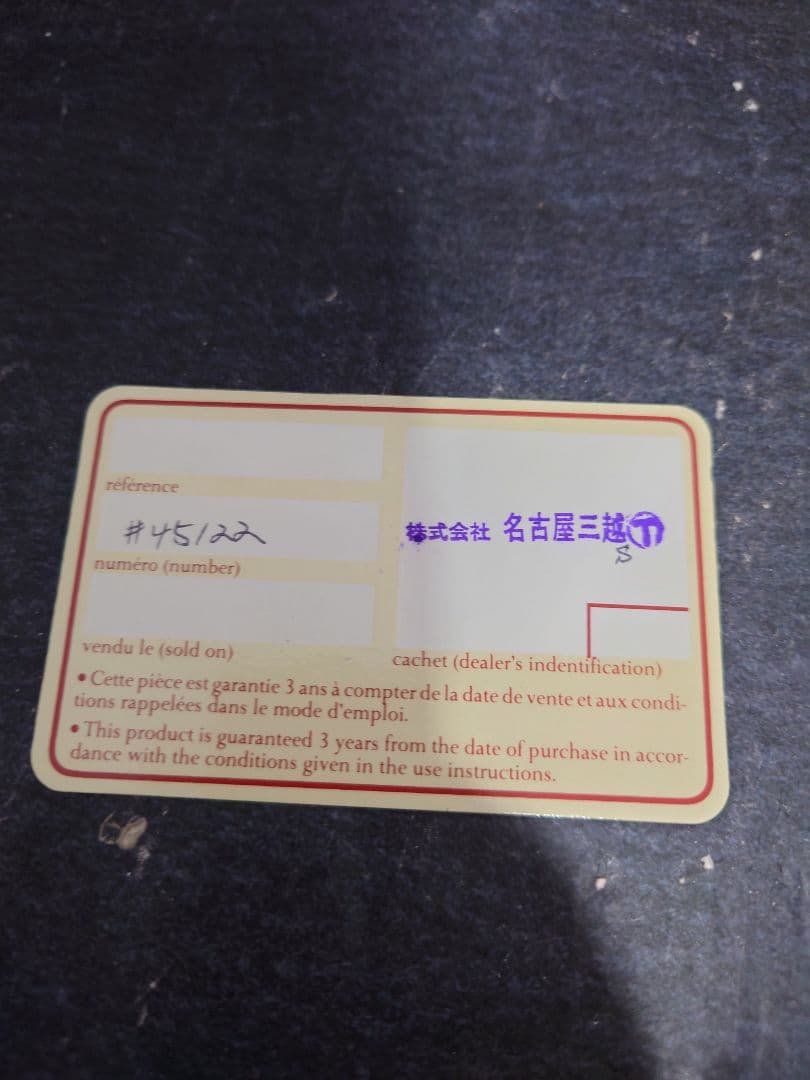 référence
#45122
numéro (number)
vendu le (sold on)
株式会社 名古屋三越
S
cachet (dealer's indentification)
• Cette pièce est garantie 3 ans à compter de la date de vente et aux condi-
tions rappelées dans le mode d'emploi.
• This product is guaranteed 3 years from the date of purchase in accor-
dance with the conditions given in the use instructions.